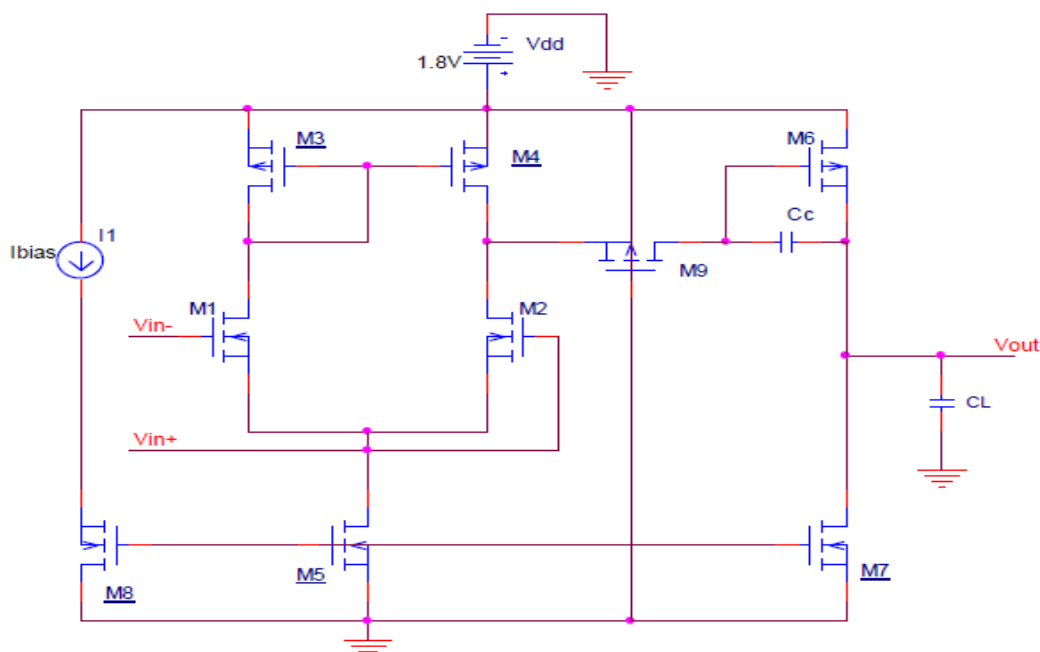 Vdd
1.8V
M3
M4
M6
I1
Ibias
Cc
M9
M1
M2
Vin-
Vout
CL
Vin+
M8
M5
M7